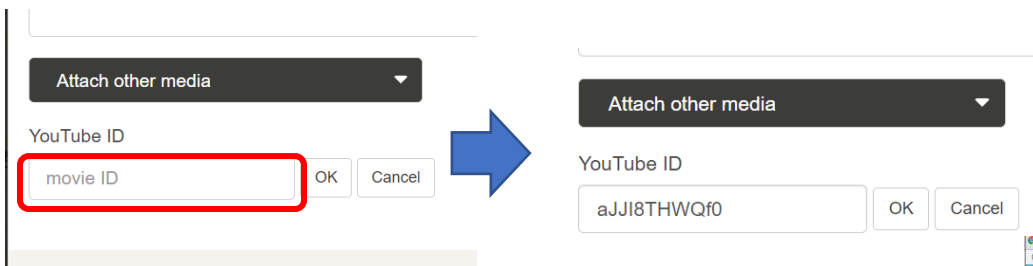 Attach other media
YouTube ID
movie ID
OK
Cancel
Attach other media
YouTube ID
aJJI8THWQf0
OK
Cancel